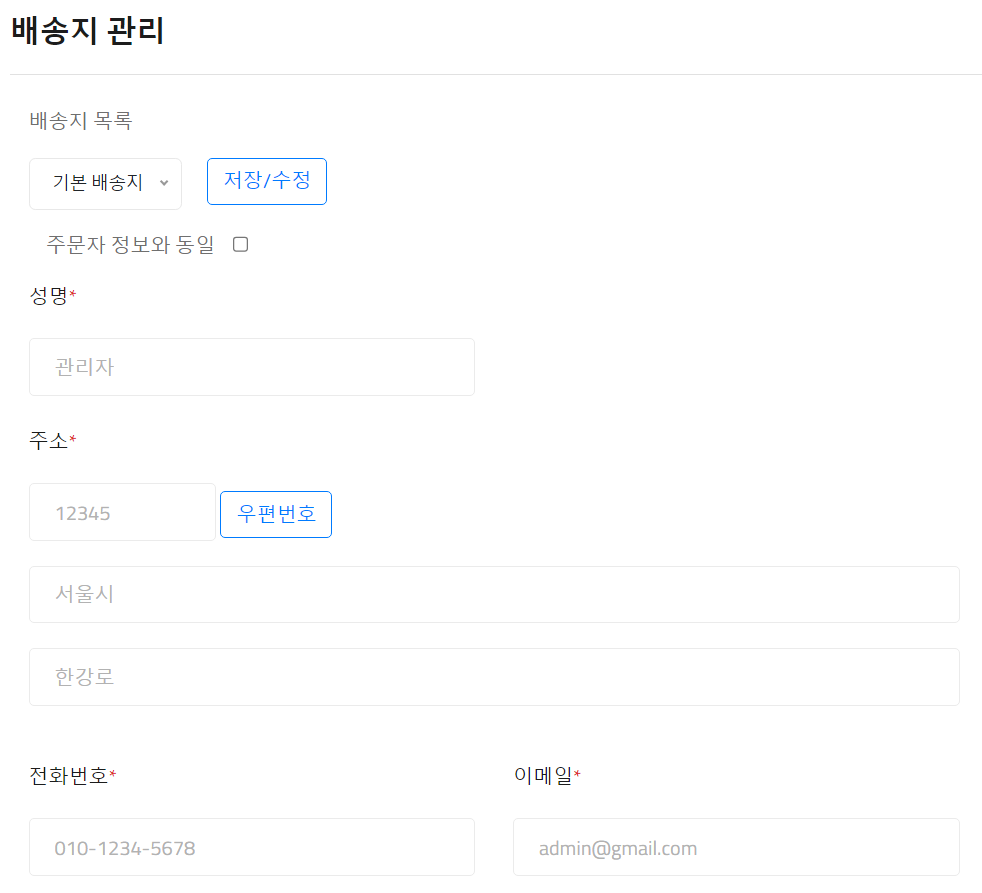 배송지 관리
배송지 목록
기본 배송지
저장/수정
주문자 정보와 동일
성명*
관리자
주소*
12345
우편번호
서울시
한강로
전화번호* 이메일*
010-1234-5678 admin@gmail.com